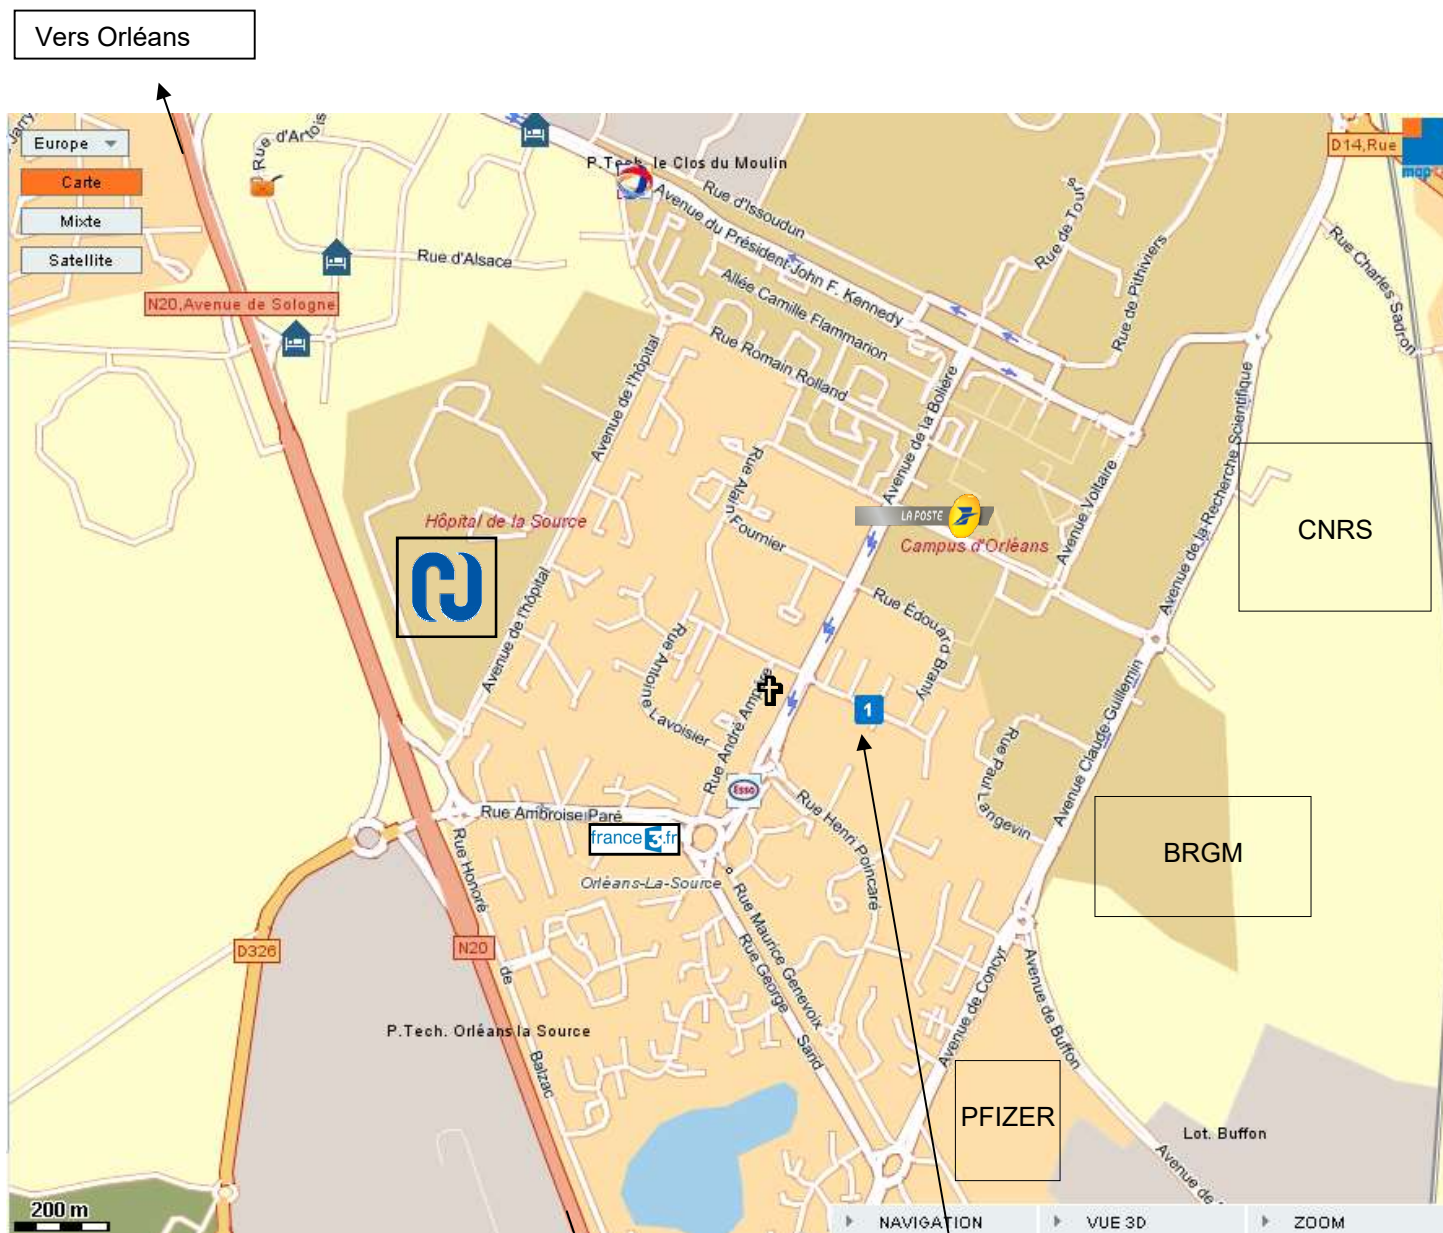 Vers Orléans
Jarry
Europe
Carte
Mixte
Satellite
Rue d'Artois
Rue d'Alsace
N20,Avenue de Sologne
P.Tech. le Clos du Moulin
Rue d'Issoudun
Avenue du Président-John F. Kennedy
Allée Camille Flammarion
Rue Romain Rolland
Rue de Tours
Rue de Pithiviers
D14,Rue
map
Rue Charles Sadron
Avenue de l'hôpital
Avenue de la Bolière
Avenue de la Recherche Scientifique
Avenue Voltaire
Rue Alain Fournier
LA POSTE
Campus d'Orléans
CNRS
Hôpital de la Source
Avenue de l'hôpital
Rue Édouard Branly
Rue Antoine Lavoisier
Rue André Ampère
1
Rue Paul Langevin
Avenue Claude-Guillemin
Esso
Rue Henri Poincaré
Rue Ambroise Paré
france 3.fr
Orléans-La-Source
BRGM
Rue Honoré de Balzac
D326
N20
Rue Maurice Genevoix
Rue George Sand
Avenue de Concyr
Avenue de Buffon
P.Tech. Orléans la Source
PFIZER
Lot. Buffon
Avenue de
200 m
NAVIGATION
VUE 3D
ZOOM